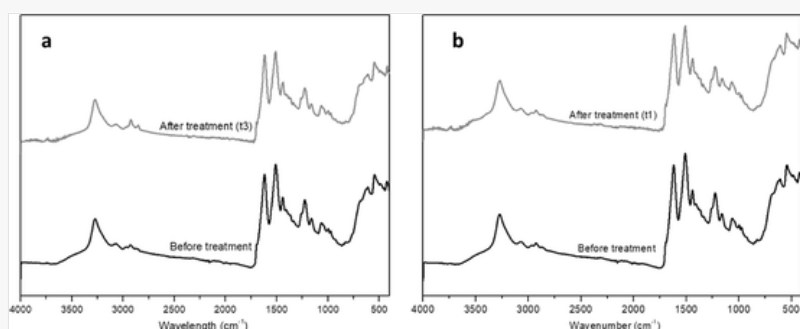 a
After treatment (t3)
Before treatment
4000 3500 3000 2500 2000 1500 1000 500
Wavelength (cm⁻¹)
b
After treatment (t1)
Before treatment
4000 3500 3000 2500 2000 1500 1000 500
Wavenumber (cm⁻¹)